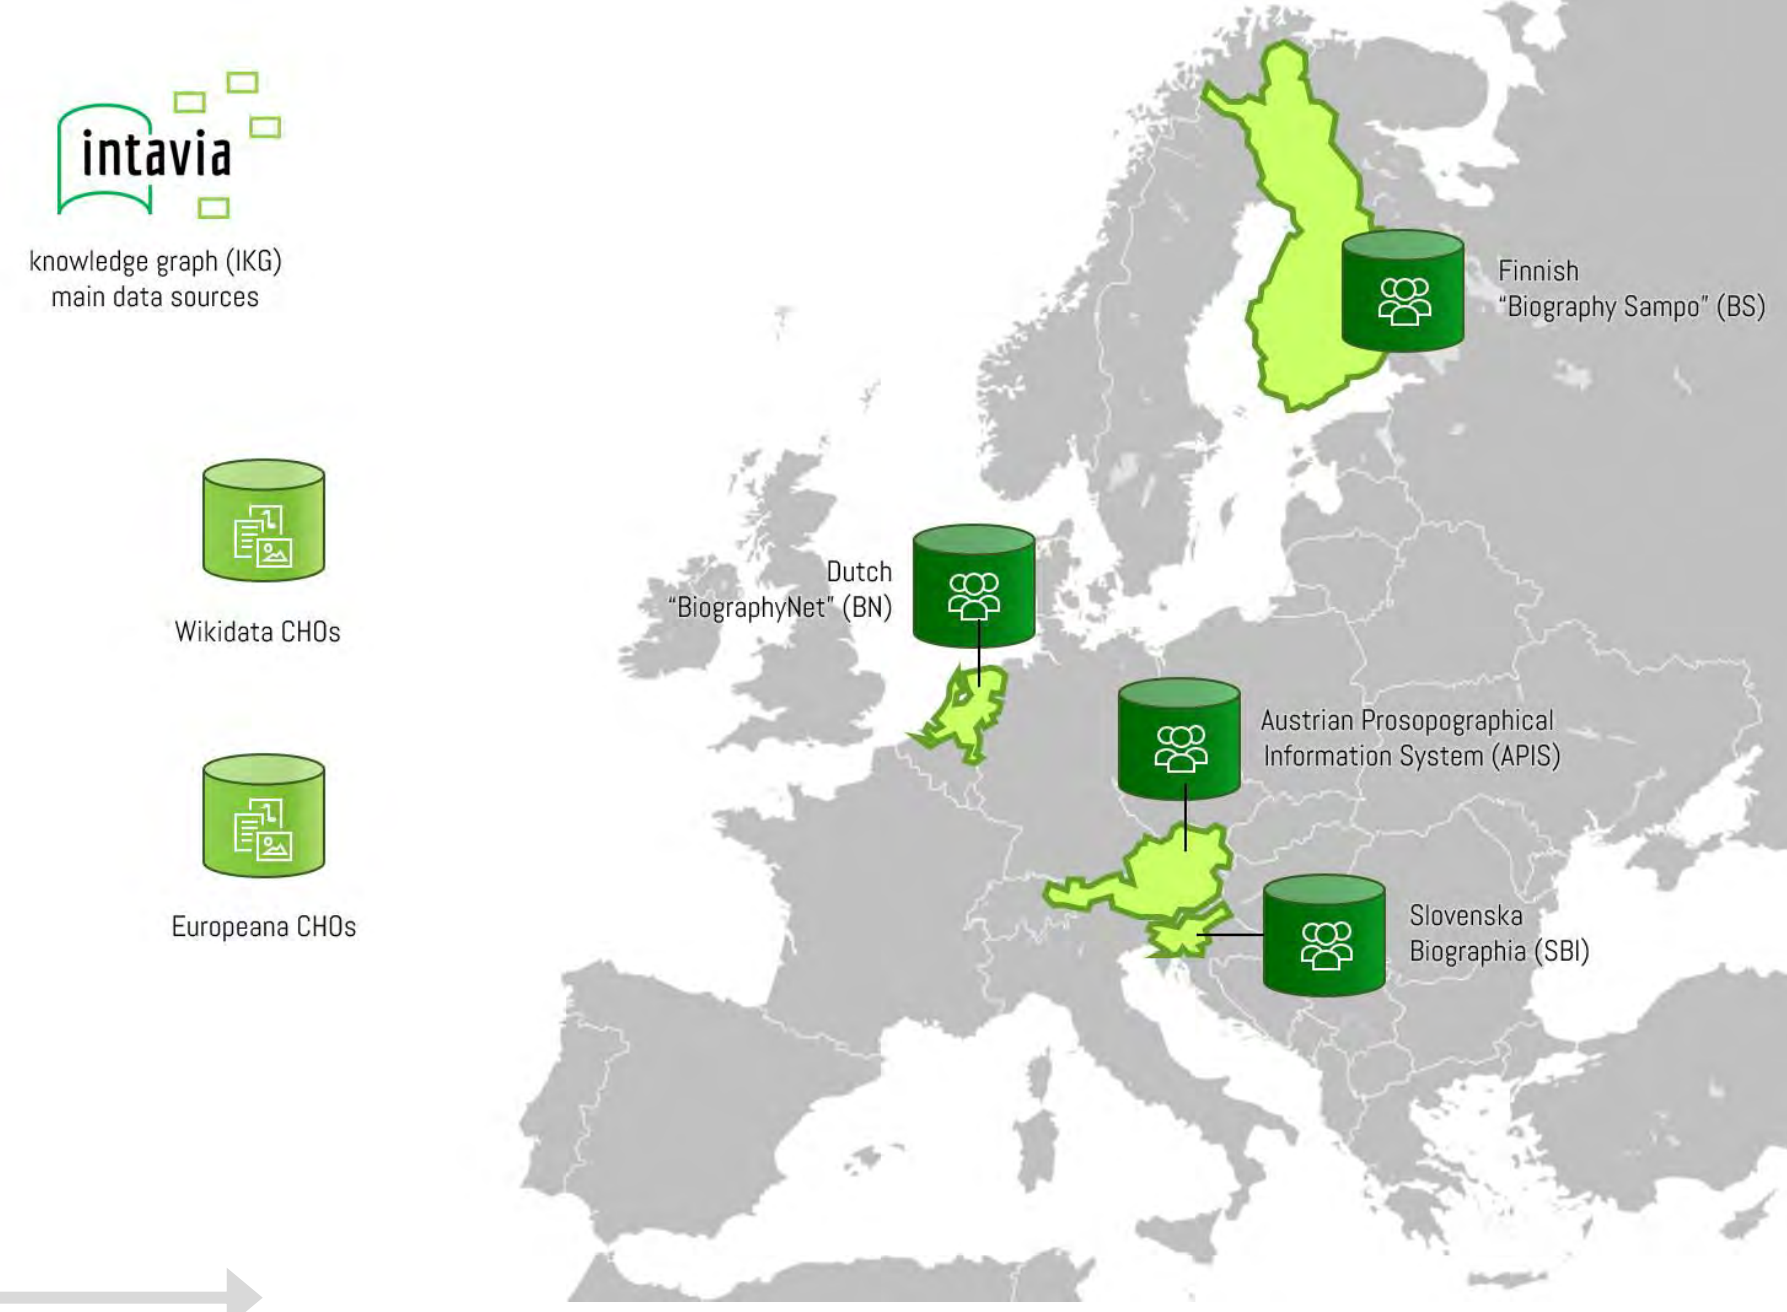 intavia
knowledge graph (IKG)
main data sources
Wikidata CHOs
Europeana CHOs
Finnish
“Biography Sampo” (BS)
Dutch
“BiographyNet” (BN)
Austrian Prosopographical
Information System (APIS)
Slovenska
Biographia (SBI)